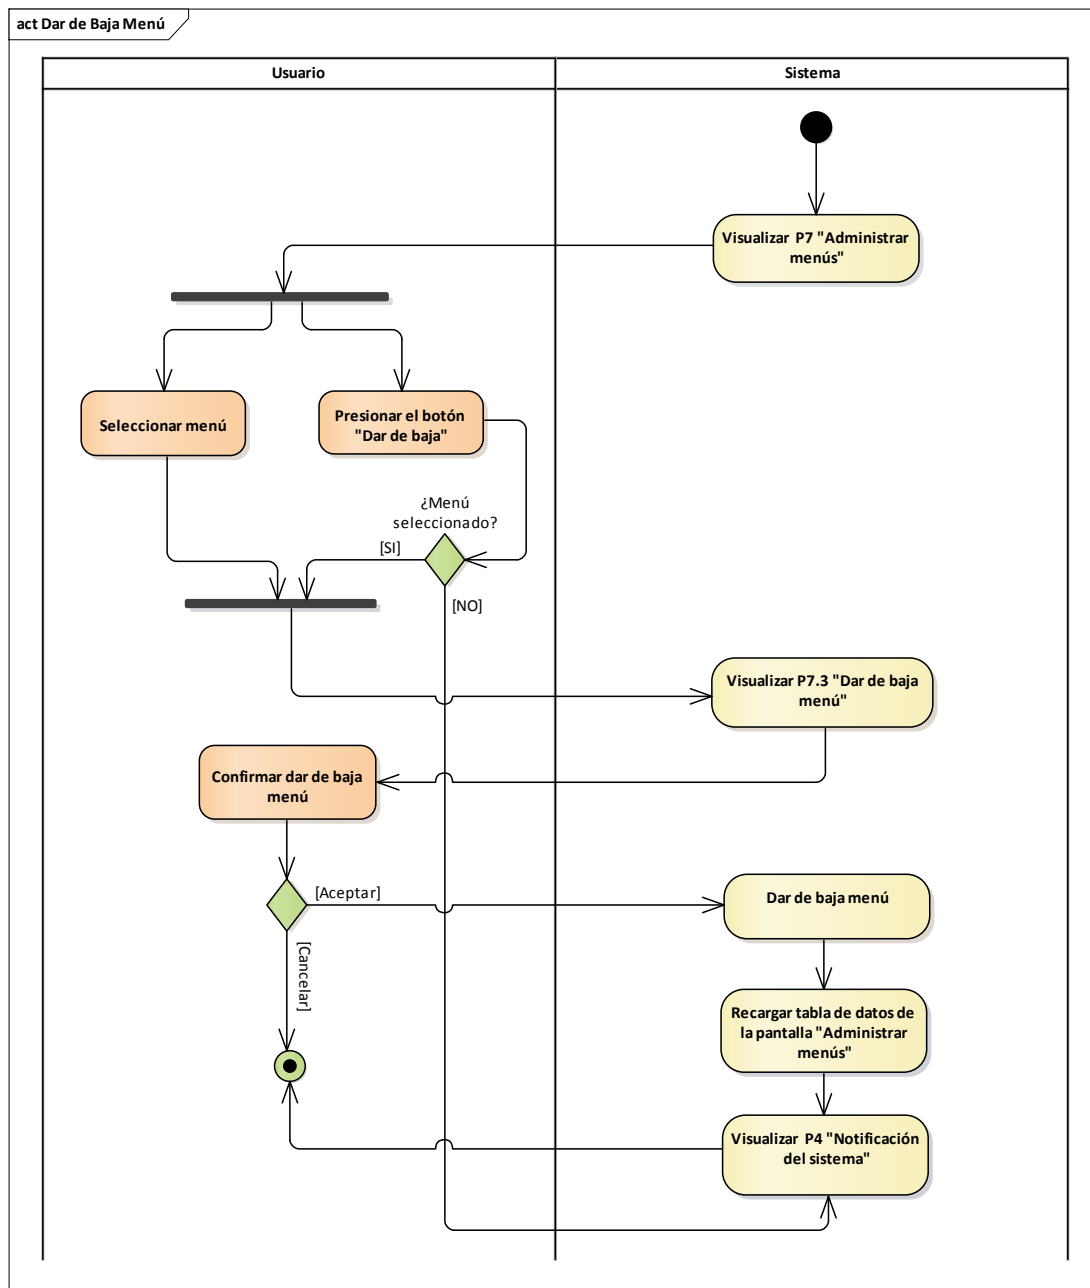 act Dar de Baja Menú
Usuario
Sistema
Visualizar P7 "Administrar
menús"
Seleccionar menú
Presionar el botón
"Dar de baja"
¿Menú
seleccionado?
[SI]
[NO]
Visualizar P7.3 "Dar de baja
menú"
Confirmar dar de baja
menú
[Aceptar]
Dar de baja menú
[Cancelar]
Recargar tabla de datos de
la pantalla "Administrar
menús"
Visualizar P4 "Notificación
del sistema"